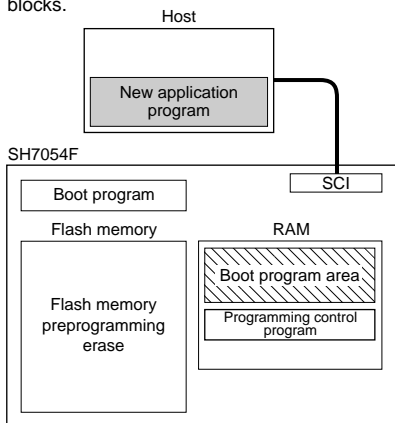 blocks.
Host
New application
program
SH7054F
SCI
Boot program
Flash memory
RAM
Flash memory
preprogramming
erase
Boot program area
Programming control
program